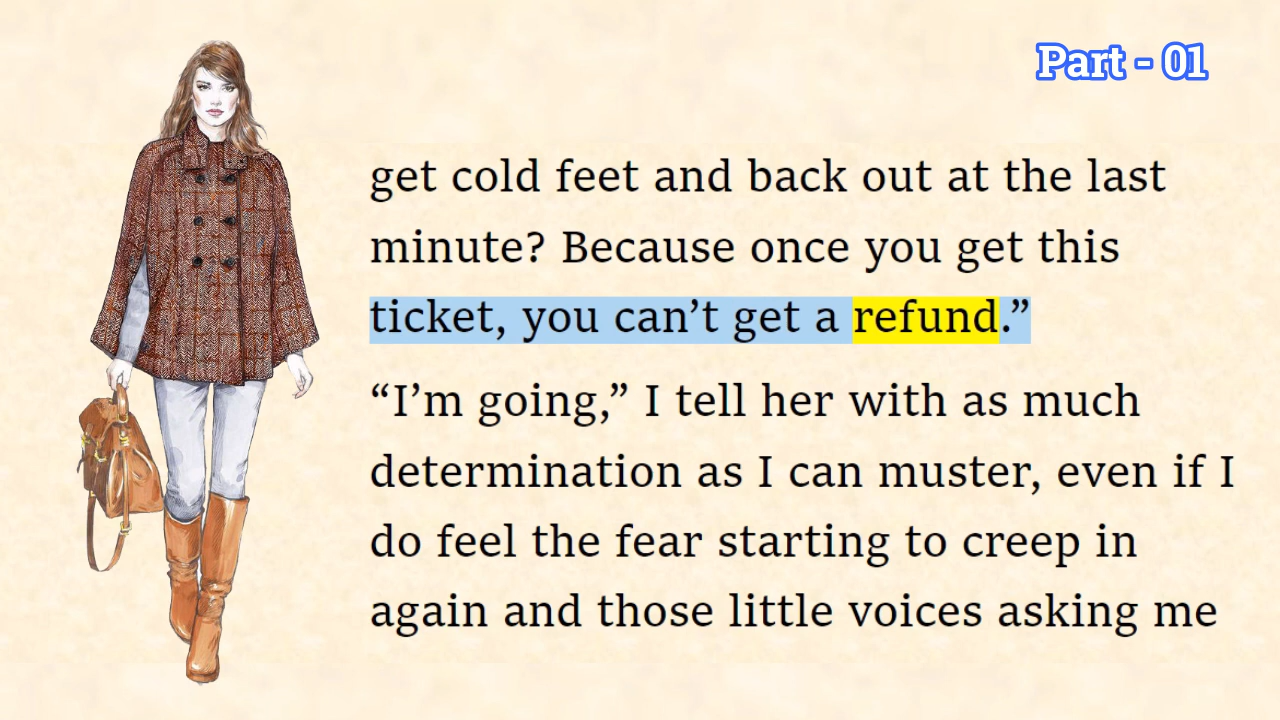 Part - 01
get cold feet and back out at the last
minute? Because once you get this
ticket, you can’t get a refund.”
“I’m going,” I tell her with as much
determination as I can muster, even if I
do feel the fear starting to creep in
again and those little voices asking me